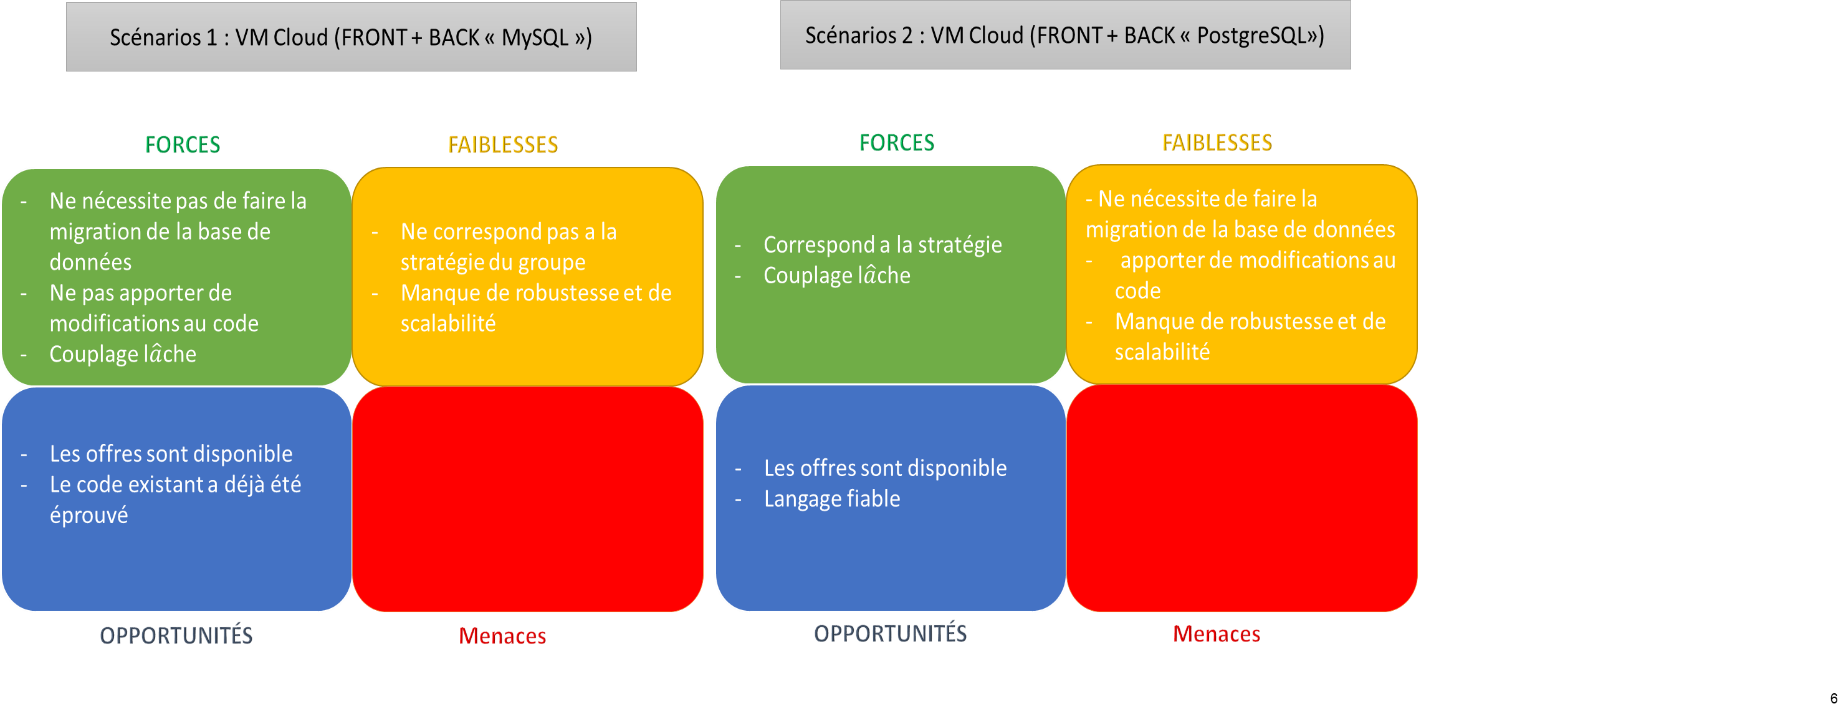 Scénarios 1 : VM Cloud (FRONT + BACK « MySQL »)
FORCES
FAIBLESSES
- Ne nécessite pas de faire la
migration de la base de
données
- Ne pas apporter de
modifications au code
- Couplage lâche
- Ne correspond pas a la
stratégie du groupe
- Manque de robustesse et de
scalabilité
- Les offres sont disponible
- Le code existant a déjà été
éprouvé
OPPORTUNITÉS
Menaces
Scénarios 2 : VM Cloud (FRONT + BACK « PostgreSQL»)
FORCES
FAIBLESSES
- Correspond a la stratégie
- Couplage lâche
- Ne nécessite de faire la
migration de la base de données
- apporter de modifications au
code
- Manque de robustesse et de
scalabilité
- Les offres sont disponible
- Langage fiable
OPPORTUNITÉS
Menaces
6